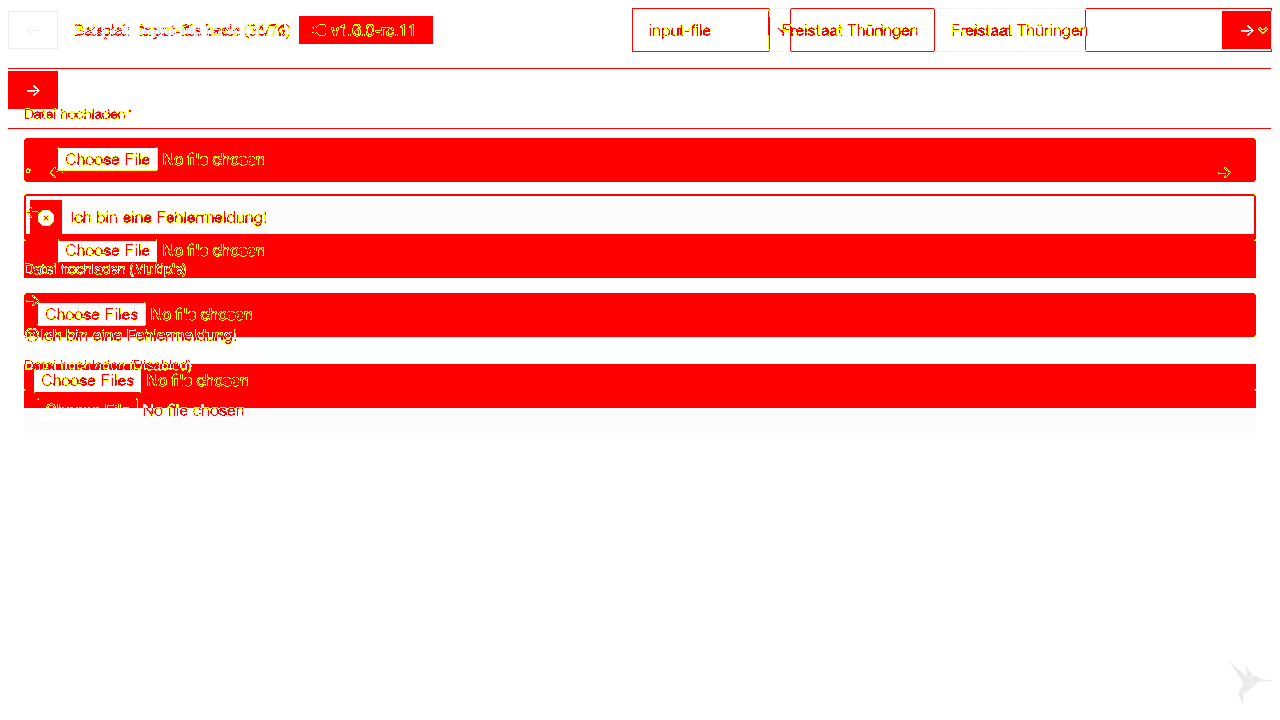 Beispiel: input-file basic (36/76) v1.6.0-rc.11 input-file Freistaat Thüringen Freistaat Thüringen
Datei hochladen*
Choose File No file chosen
Ich bin eine Fehlermeldung!
Choose File No file chosen
Datei hochladen (Multiple)
Choose Files No file chosen
Ich bin eine Fehlermeldung!
Datei hochladen (Disabled)
Choose Files No file chosen
Choose File No file chosen